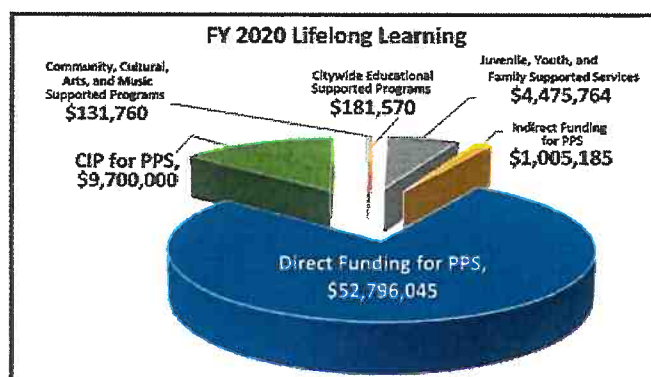 FY 2020 Lifelong Learning
Community, Cultural,
Arts, and Music
Supported Programs
$131,760
Citywide Educational
Supported Programs
$181,570
Juvenile, Youth, and
Family Supported Services
$4,475,764
Indirect Funding
for PPS
$1,005,185
CIP for PPS,
$9,700,000
Direct Funding for PPS,
$52,796,045